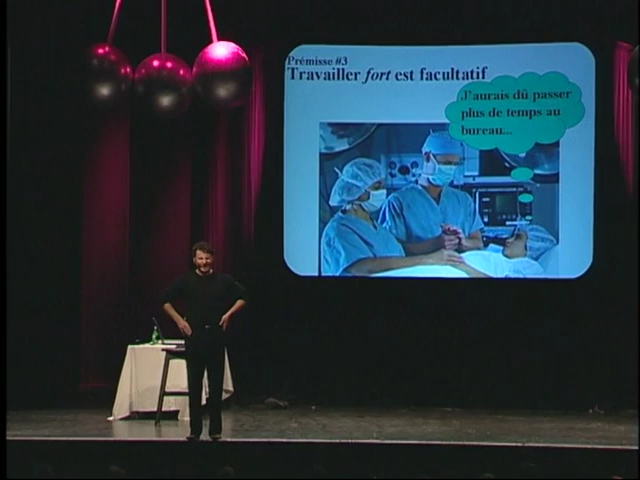 Prémisse #3
Travailler fort est facultatif
J'aurais dû passer
plus de temps au
bureau...